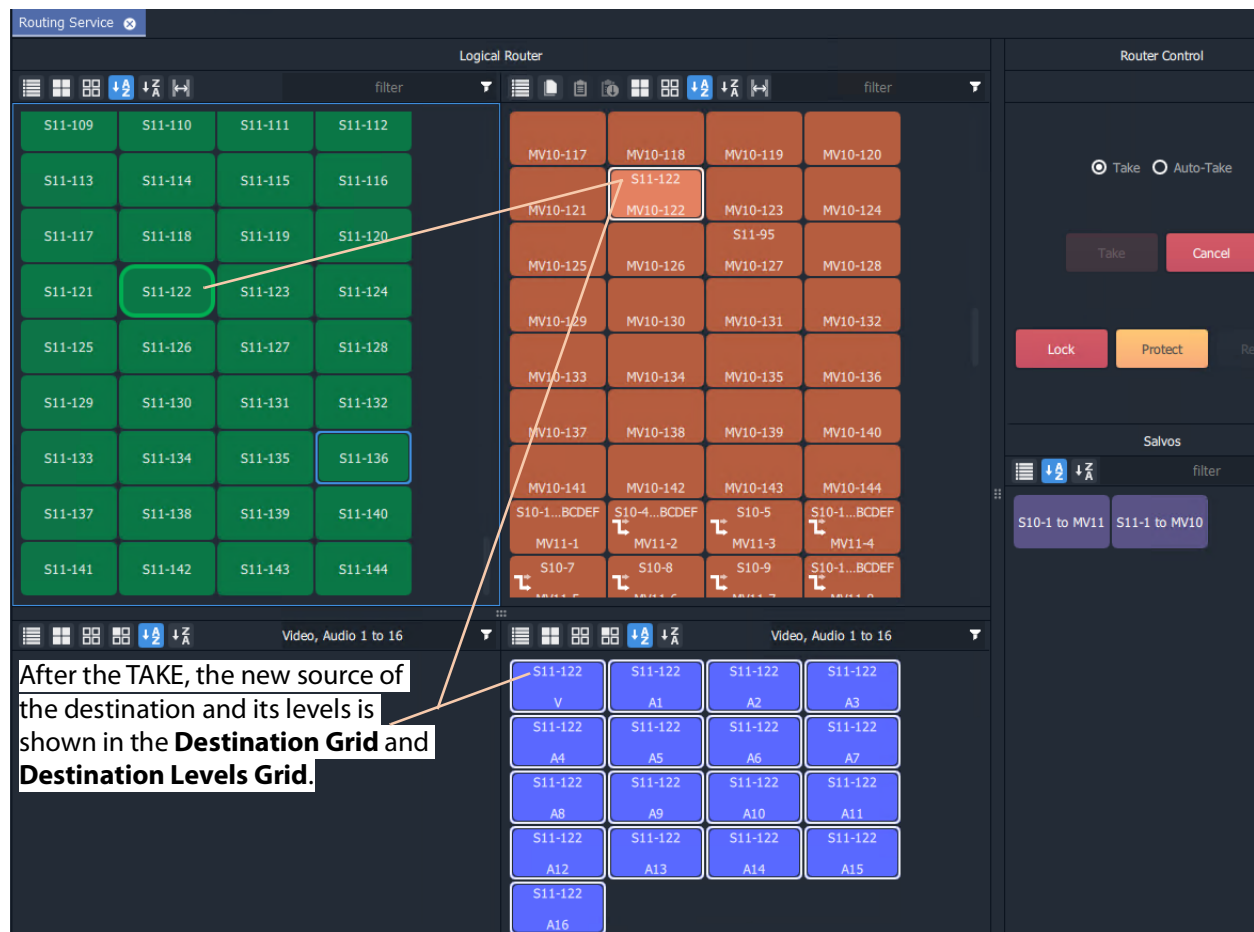 Routing Service
Logical Router
Router Control
filter
filter
S11-109 S11-110 S11-111 S11-112
S11-113 S11-114 S11-115 S11-116
S11-117 S11-118 S11-119 S11-120
S11-121 S11-122 S11-123 S11-124
S11-125 S11-126 S11-127 S11-128
S11-129 S11-130 S11-131 S11-132
S11-133 S11-134 S11-135 S11-136
S11-137 S11-138 S11-139 S11-140
S11-141 S11-142 S11-143 S11-144
MV10-117 MV10-118 MV10-119 MV10-120
S11-122
MV10-121 MV10-122 MV10-123 MV10-124
S11-95
MV10-125 MV10-126 MV10-127 MV10-128
MV10-129 MV10-130 MV10-131 MV10-132
MV10-133 MV10-134 MV10-135 MV10-136
MV10-137 MV10-138 MV10-139 MV10-140
MV10-141 MV10-142 MV10-143 MV10-144
S10-1...BCDEF S10-4...BCDEF S10-5 S10-1...BCDEF
MV11-1 MV11-2 MV11-3 MV11-4
S10-7 S10-8 S10-9 S10-1...BCDEF
Take Auto-Take
Take Cancel
Lock Protect Re
Salvos
filter
S10-1 to MV11 S11-1 to MV10
Video, Audio 1 to 16
Video, Audio 1 to 16
After the TAKE, the new source of
the destination and its levels is
shown in the Destination Grid and
Destination Levels Grid.
S11-122 S11-122 S11-122 S11-122
V A1 A2 A3
S11-122 S11-122 S11-122 S11-122
A4 A5 A6 A7
S11-122 S11-122 S11-122 S11-122
A8 A9 A10 A11
S11-122 S11-122 S11-122 S11-122
A12 A13 A14 A15
S11-122
A16